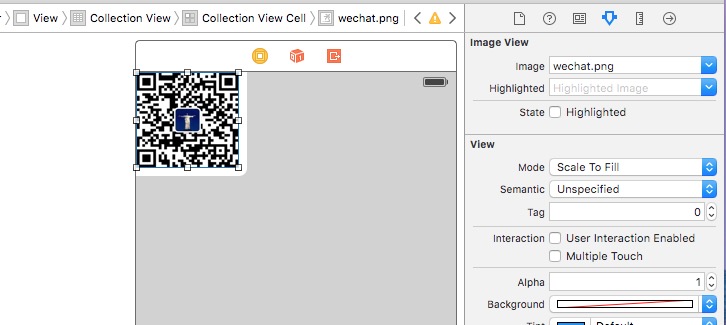 View
Collection View
Collection View Cell
wechat.png
Image View
Image wechat.png
Highlighted Highlighted Image
State Highlighted
View
Mode Scale To Fill
Semantic Unspecified
Tag 0
Interaction User Interaction Enabled
Multiple Touch
Alpha 1
Background
Tint Default